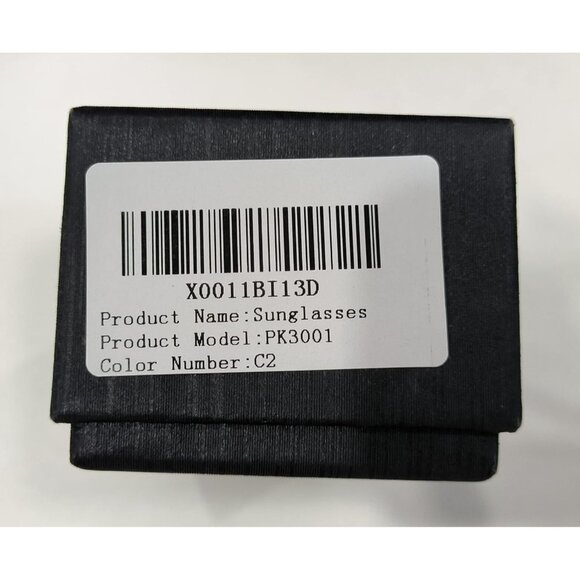 X0011BI13D
Product Name:Sunglasses
Product Model:PK3001
Color Number:C2